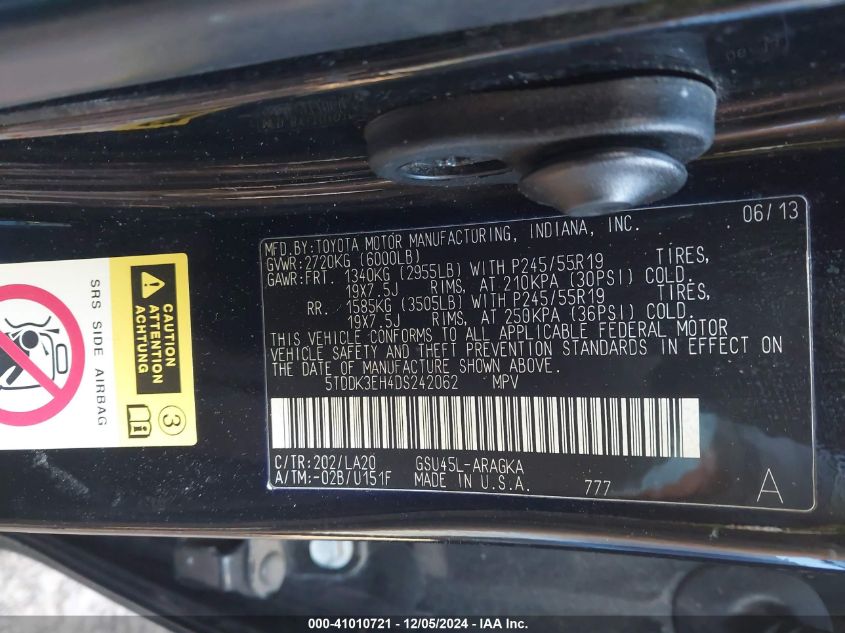 06/13
MFD.BY:TOYOTA MOTOR MANUFACTURING, INDIANA, INC.
GVWR:2720KG (6000LB)
GAWR:FRT. 1340KG (2955LB) WITH P245/55R19 TIRES,
19X7.5J RIMS, AT 210KPA (30PSI) COLD.
RR. 1585KG (3505LB) WITH P245/55R19 TIRES,
19X7.5J RIMS, AT 250KPA (36PSI) COLD.
THIS VEHICLE CONFORMS TO ALL APPLICABLE FEDERAL MOTOR
VEHICLE SAFETY AND THEFT PREVENTION STANDARDS IN EFFECT ON
THE DATE OF MANUFACTURE SHOWN ABOVE.
5TDDK3EH4DS242062 MPV
C/TR:202/LA20 GSU45L-ARAGKA
A/TM:-02B/U151F MADE IN U.S.A. 777 A
SRS SIDE AIRBAG
CAUTION
ATTENTION
ACHTUNG
3
000-41010721 - 12/05/2024 - IAA Inc.